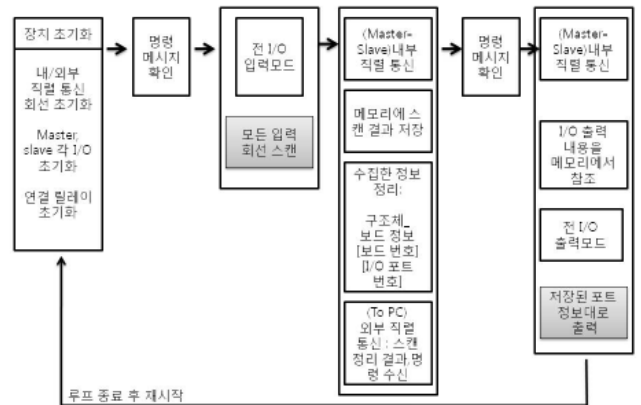 장치 초기화
내/외부
직렬 통신
회선 초기화
Master,
slave 각 I/O
초기화
연결 릴레이
초기화
명령
메시지
확인
전 I/O
입력모드
모든 입력
회선 스캔
(Master-
Slave)내부
직렬 통신
메모리에 스
캔 결과 저장
수집한 정보
정리:
구조체_
보드 정보
[보드 번호]
[I/O 포트
번호]
(To PC)
외부 직렬
통신 : 스캔
정리 결과,명
령 수신
명령
메시지
확인
(Master-
Slave)내부
직렬 통신
I/O 출력
내용을
메모리에서
참조
전 I/O
출력모드
저장된 포트
정보대로
출력
루프 종료 후 재시작